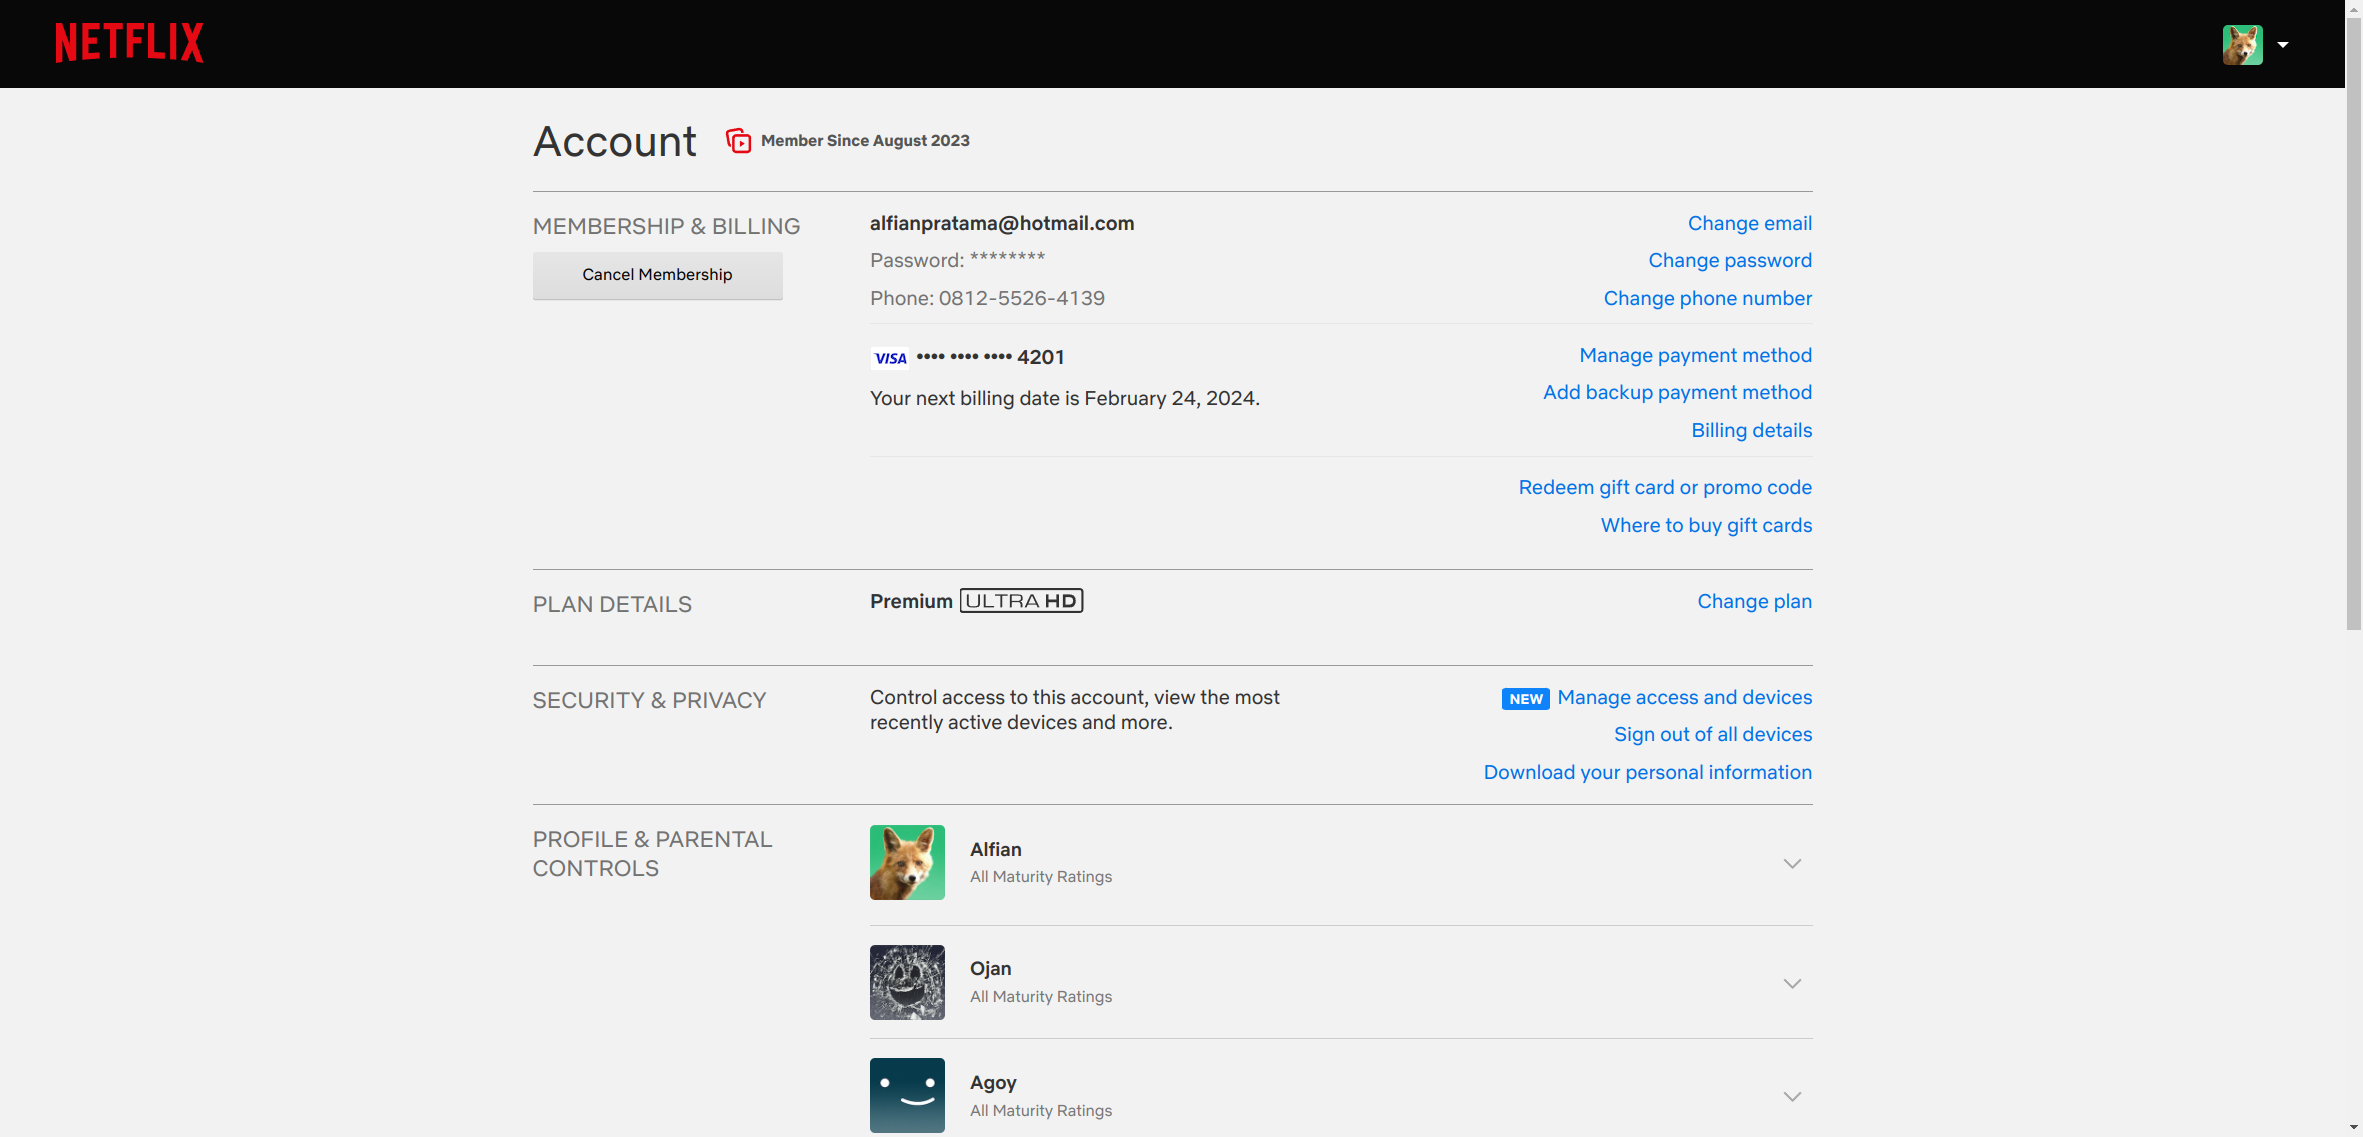 NETFLIX
Account
Member Since August 2023
MEMBERSHIP & BILLING
Cancel Membership
alfianpratama@hotmail.com
Change email
Password: ********
Change password
Phone: 0812-5526-4139
Change phone number
VISA •••• •••• •••• 4201
Manage payment method
Your next billing date is February 24, 2024.
Add backup payment method
Billing details
Redeem gift card or promo code
Where to buy gift cards
PLAN DETAILS
Premium ULTRA HD
Change plan
SECURITY & PRIVACY
Control access to this account, view the most
recently active devices and more.
NEW Manage access and devices
Sign out of all devices
Download your personal information
PROFILE & PARENTAL
CONTROLS
Alfian
All Maturity Ratings
Ojan
All Maturity Ratings
Agoy
All Maturity Ratings